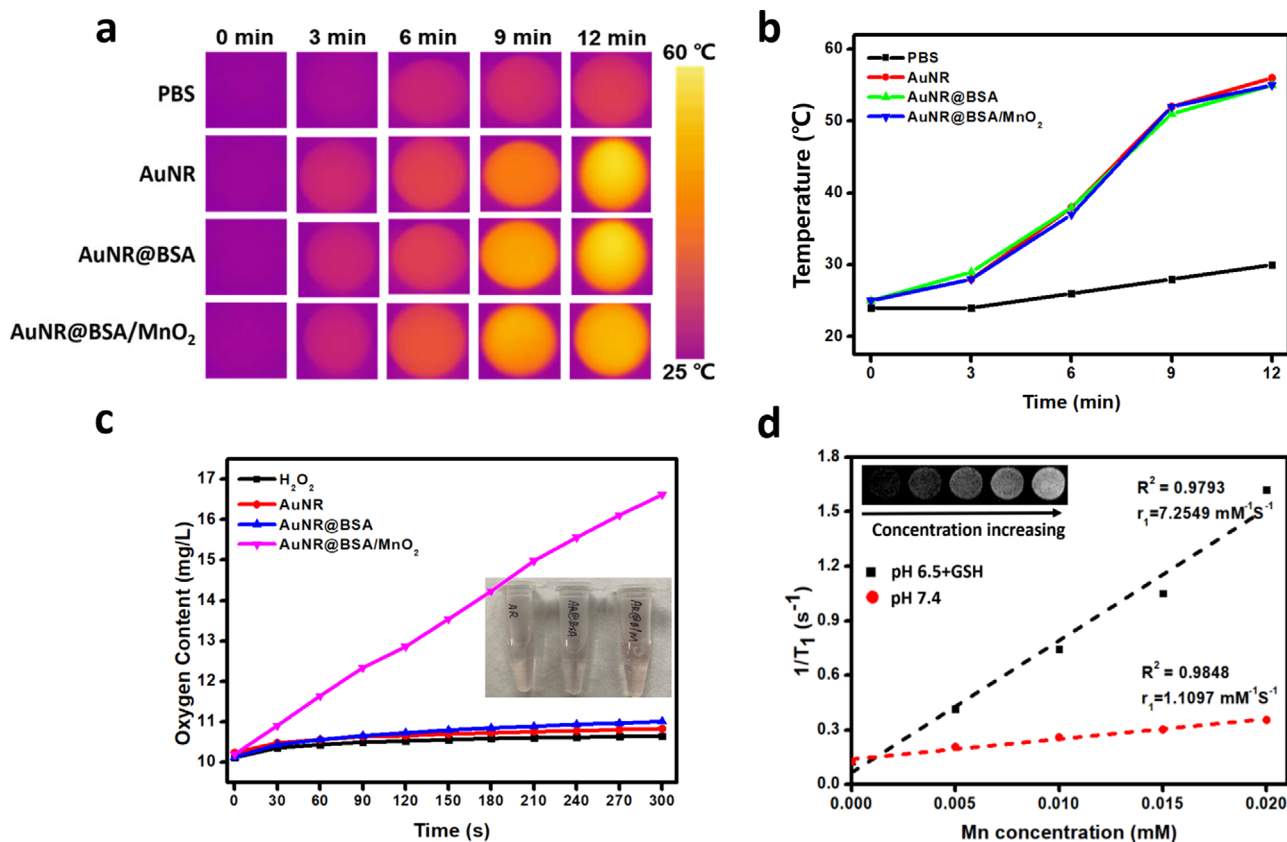 a
0 min 3 min 6 min 9 min 12 min
PBS
AuNR
AuNR@BSA
AuNR@BSA/MnO₂
60 ℃
25 ℃
b
PBS
AuNR
AuNR@BSA
AuNR@BSA/MnO₂
Temperature (°C)
60
50
40
30
20
0 3 6 9 12
Time (min)
c
H₂O₂
AuNR
AuNR@BSA
AuNR@BSA/MnO₂
Oxygen Content (mg/L)
17
16
15
14
13
12
11
10
AR
AR@BSA
AR@B/M
0 30 60 90 120 150 180 210 240 270 300
Time (s)
d
Concentration increasing
R² = 0.9793
r₁=7.2549 mM⁻¹S⁻¹
pH 6.5+GSH
pH 7.4
R² = 0.9848
r₁=1.1097 mM⁻¹S⁻¹
1/T₁ (s⁻¹)
1.8
1.5
1.2
0.9
0.6
0.3
0.0
0.000 0.005 0.010 0.015 0.020
Mn concentration (mM)